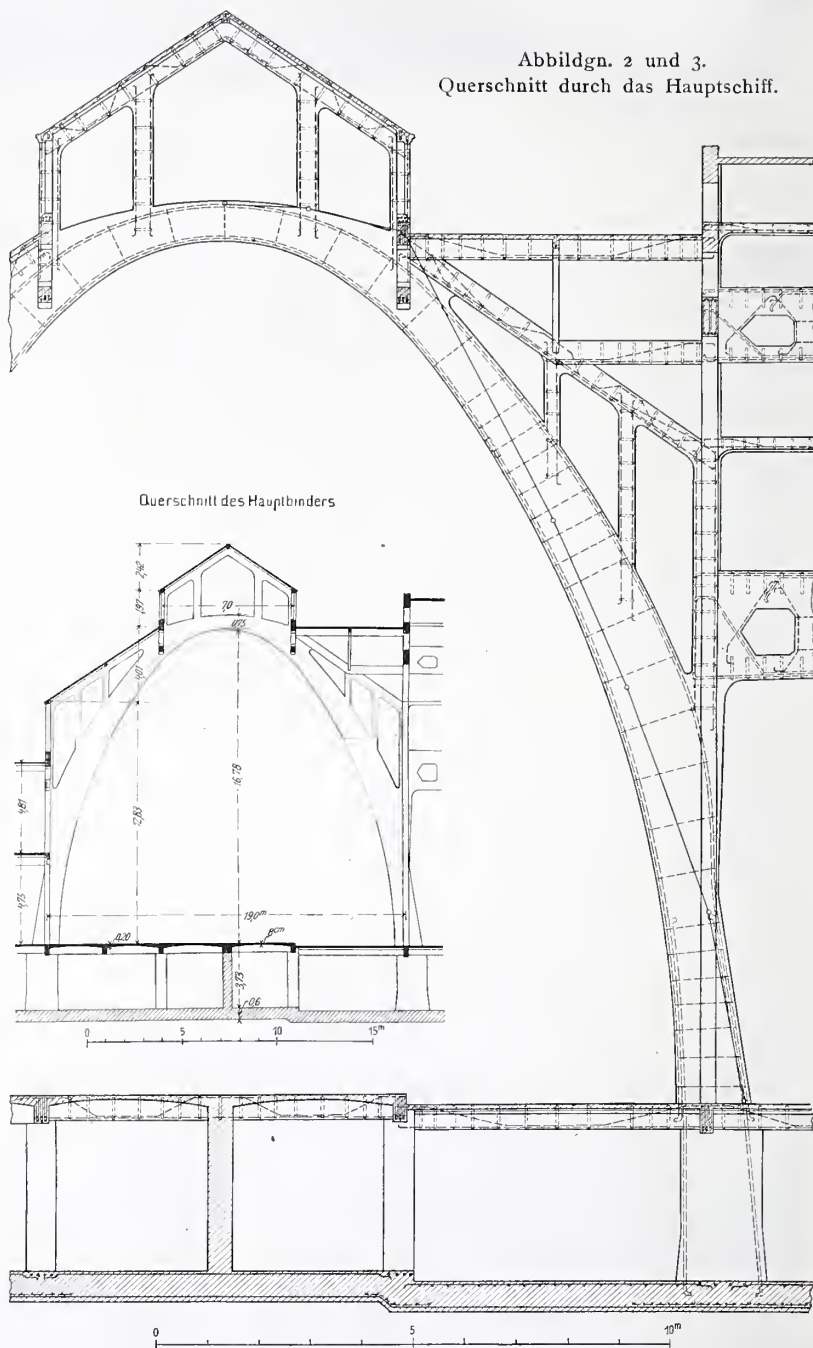 Abbildgn. 2 und 3.
Querschnitt durch das Hauptschiff.
Querschnitt des Hauptbinders
2,42
1,97
7,0
0,75
4,07
16,78
12,83
4,81
4,75
19,0m
0,20
8cm
3,73
0,6
0 5 10 15m
0 5 10m